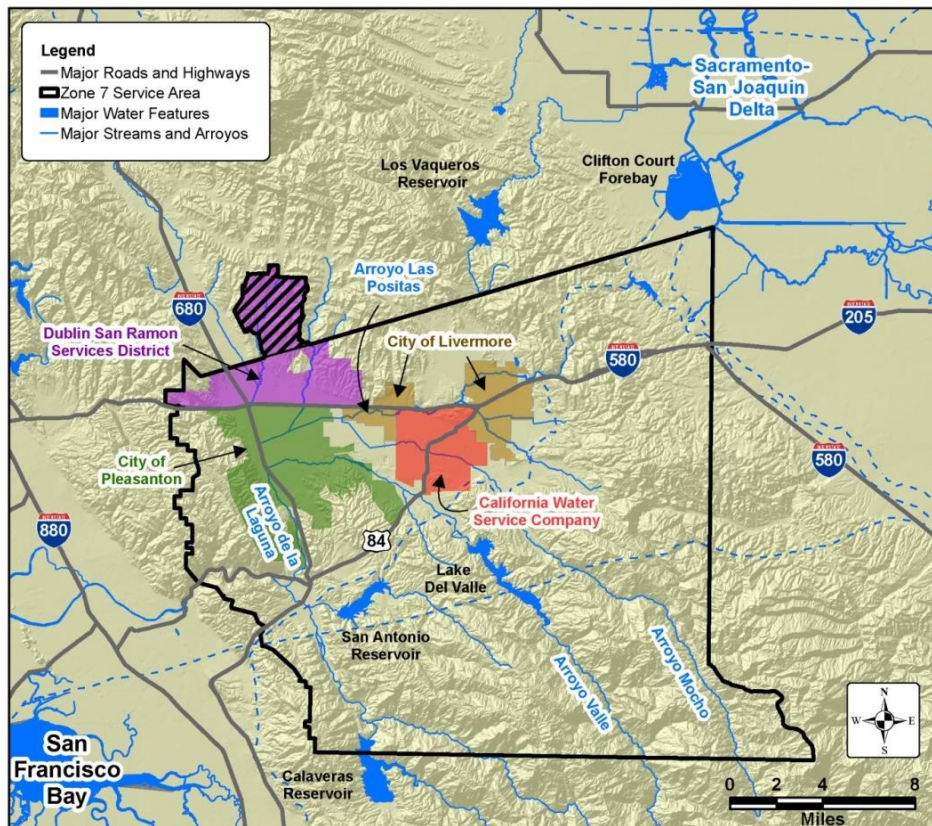 Legend
Major Roads and Highways
Zone 7 Service Area
Major Water Features
Major Streams and Arroyos
Sacramento-
San Joaquin
Delta
Los Vaqueros
Reservoir
Clifton Court
Forebay
Arroyo Las
Positas
680
205
Dublin San Ramon
Services District
City of Livermore
580
City of
Pleasanton
580
California Water
Service Company
Arroyo de la
Laguna
880
84
Lake
Del Valle
San Antonio
Reservoir
Arroyo Valle
Arroyo Mocho
N
W
E
S
San
Francisco
Bay
Calaveras
Reservoir
0 2 4 8
Miles